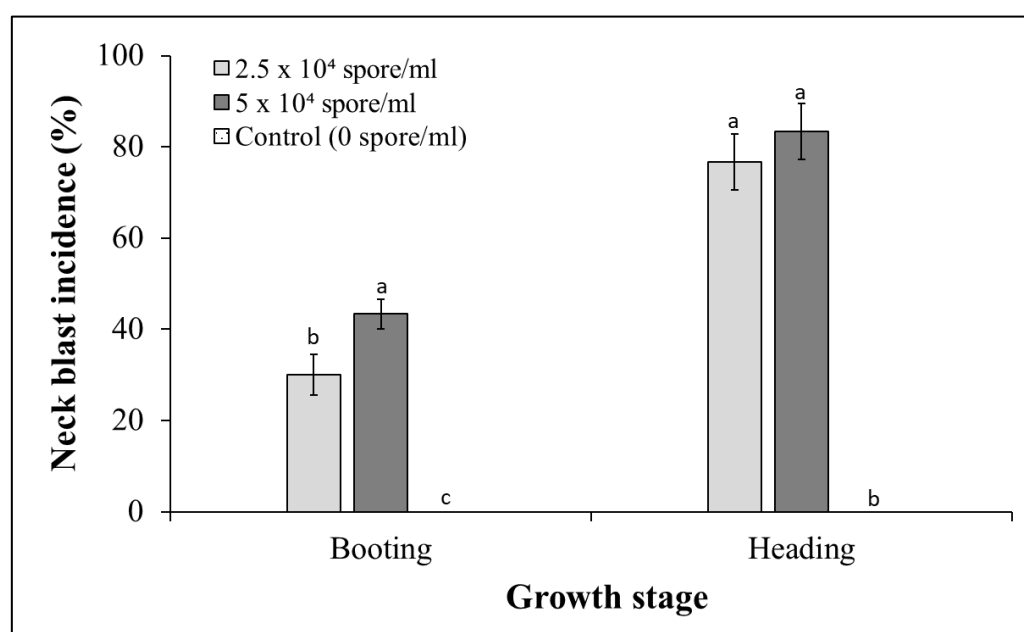 Neck blast incidence (%)
100
80
60
40
20
0
2.5 x 10⁴ spore/ml
5 x 10⁴ spore/ml
Control (0 spore/ml)
b
a
c
a
a
b
Booting
Heading
Growth stage